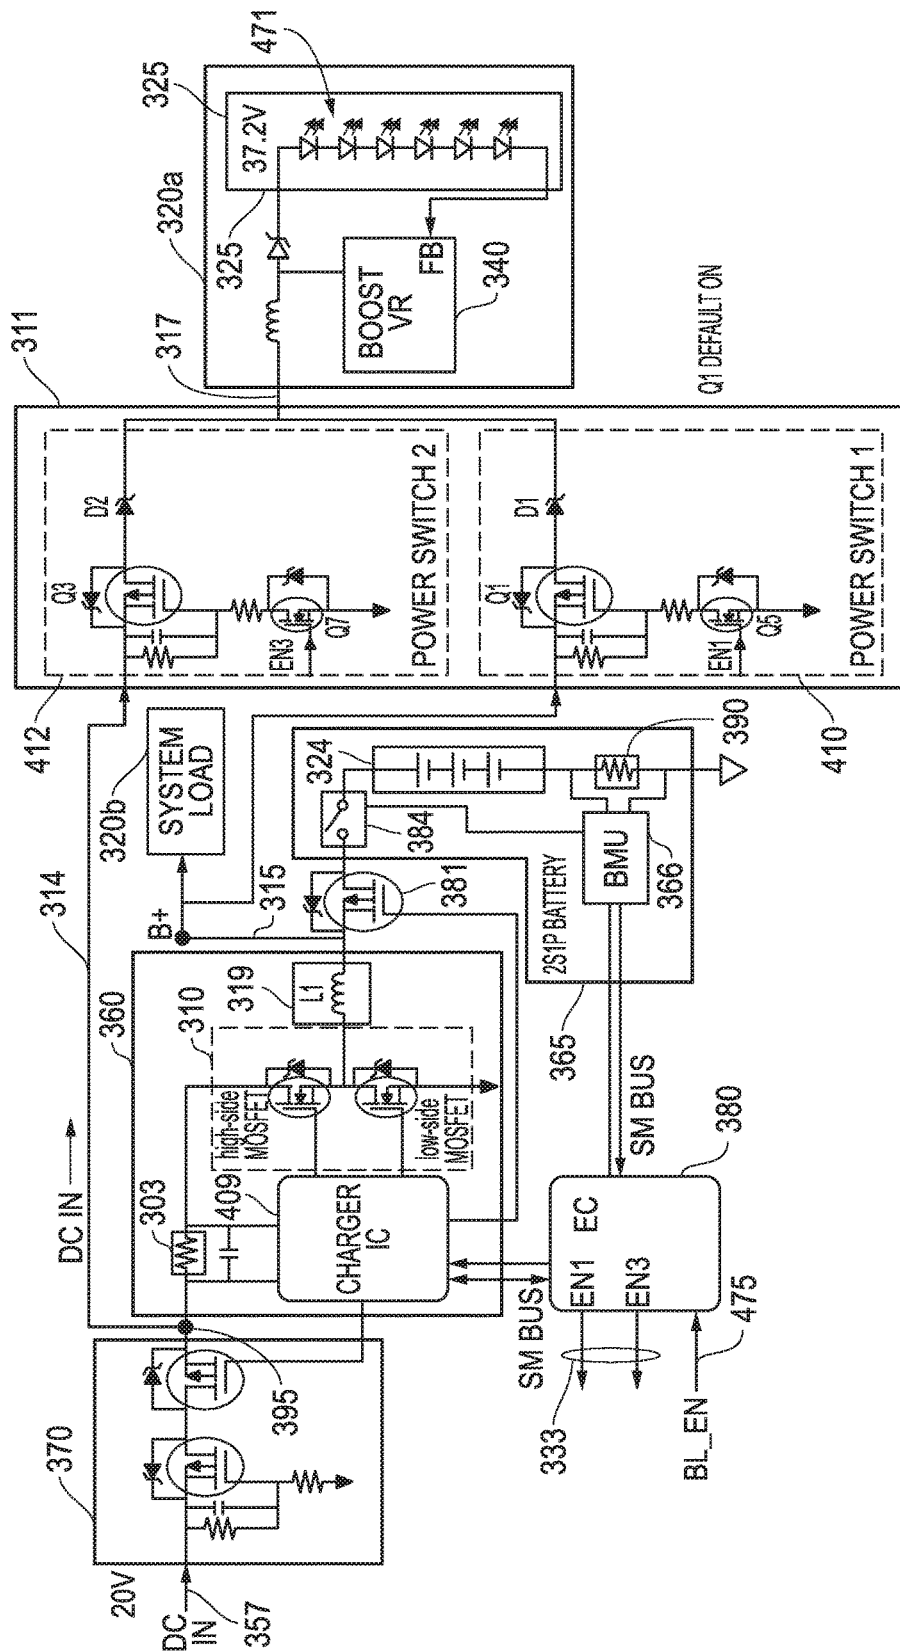 DC
IN
357
20V
370
395
DC IN
314
303
409
CHARGER
IC
360
310
high-side
MOSFET
low-side
MOSFET
319
L1
B+
315
320b
SYSTEM
LOAD
381
384
324
2S1P BATTERY
BMU
366
390
365
SM BUS
SM BUS
380
EC
EN1
EN3
333
BL_EN
475
412
Q3
D2
EN3
Q7
POWER SWITCH 2
311
317
410
Q1
D1
EN1
Q5
POWER SWITCH 1
Q1 DEFAULT ON
320a
325
325
37.2V
471
BOOST
VR
FB
340